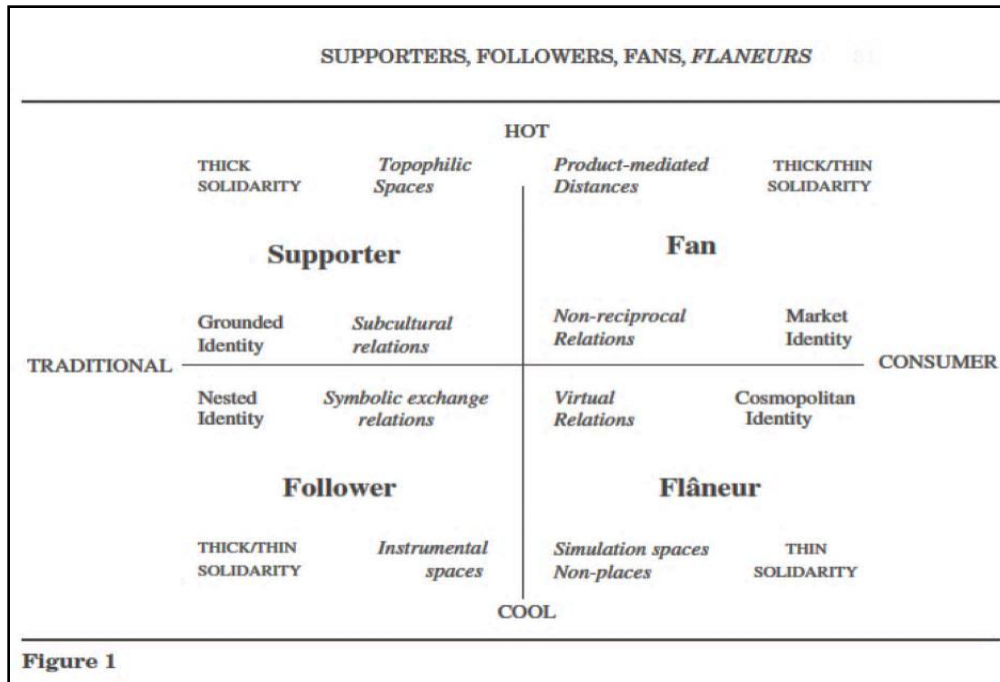 SUPPORTERS, FOLLOWERS, FANS, FLANEURS
HOT
THICK SOLIDARITY
Topophilic Spaces
Product-mediated Distances
THICK/THIN SOLIDARITY
Supporter
Fan
Grounded Identity
Subcultural relations
Non-reciprocal Relations
Market Identity
TRADITIONAL
CONSUMER
Nested Identity
Symbolic exchange relations
Virtual Relations
Cosmopolitan Identity
Follower
Flâneur
THICK/THIN SOLIDARITY
Instrumental spaces
Simulation spaces Non-places
THIN SOLIDARITY
COOL
Figure 1